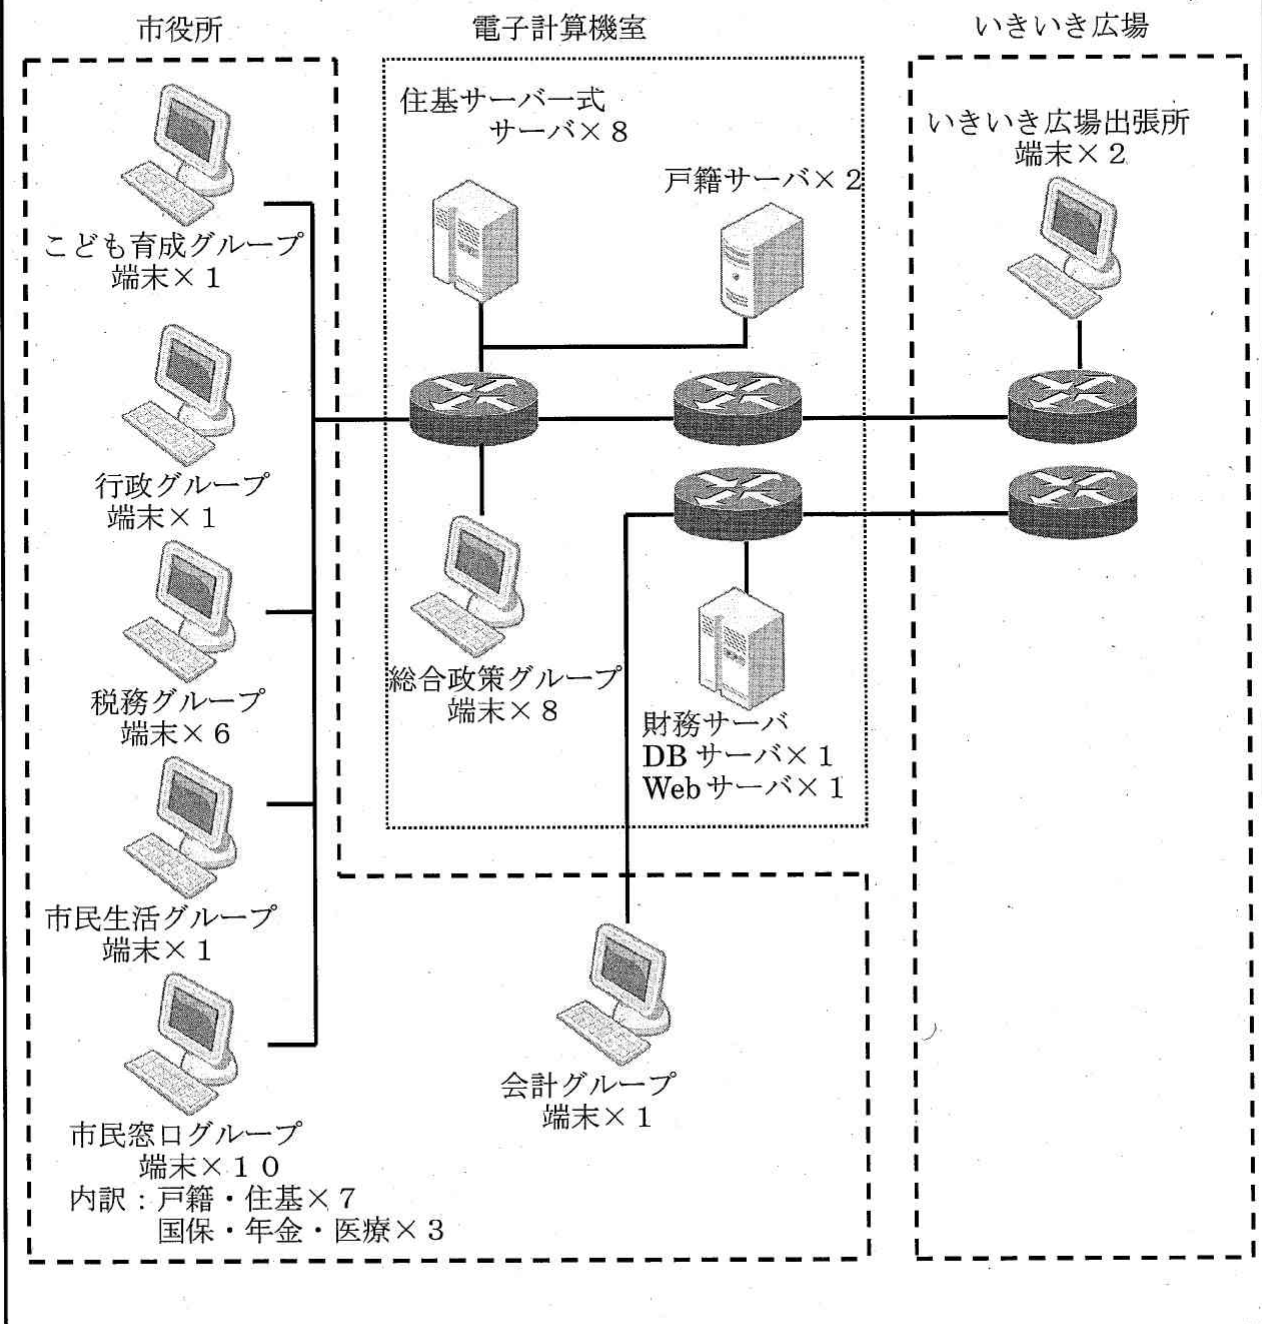 市役所
電子計算機室
いきいき広場
こども育成グループ
端末×１
行政グループ
端末×１
税務グループ
端末×６
市民生活グループ
端末×１
市民窓口グループ
端末×１０
内訳：戸籍・住基×７
国保・年金・医療×３
住基サーバ一式
サーバ×８
戸籍サーバ×２
総合政策グループ
端末×８
財務サーバ
DB サーバ×１
Web サーバ×１
会計グループ
端末×１
いきいき広場出張所
端末×２